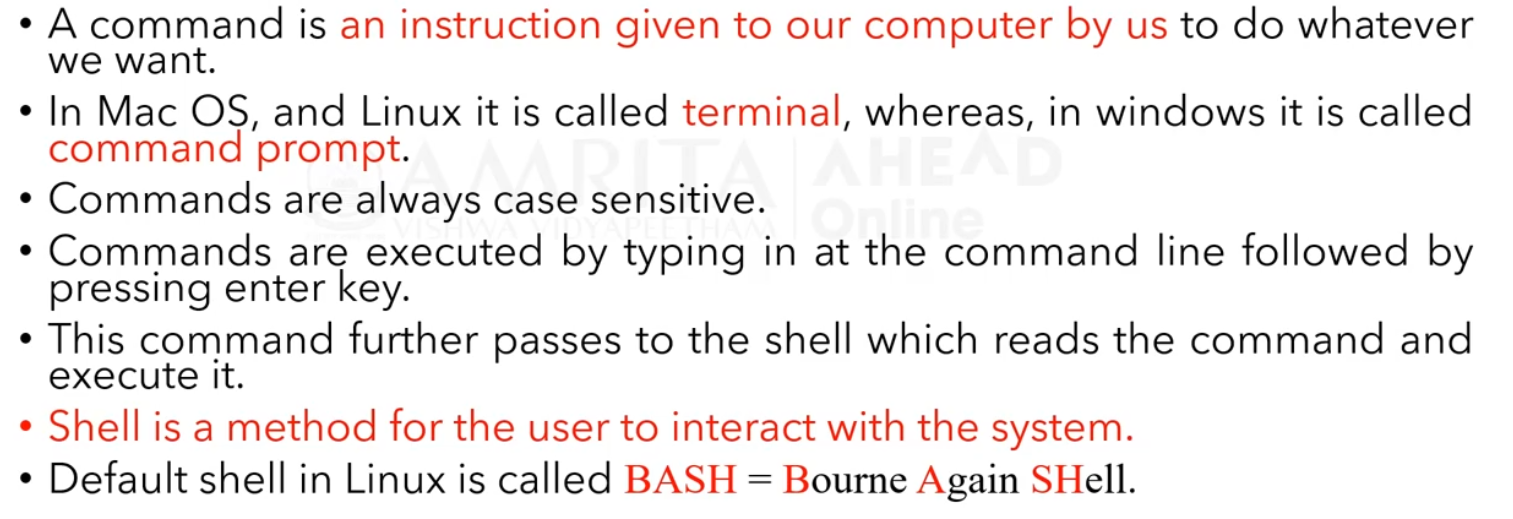 • A command is an instruction given to our computer by us to do whatever
we want.
• In Mac OS, and Linux it is called terminal, whereas, in windows it is called
command prompt.
AMRITA AHEAD
• Commands are always case sensitive.
VISHWA VIDYAPEETHAM Online
• Commands are executed by typing in at the command line followed by
pressing enter key.
• This command further passes to the shell which reads the command and
execute it.
• Shell is a method for the user to interact with the system.
• Default shell in Linux is called BASH = Bourne Again SHell.